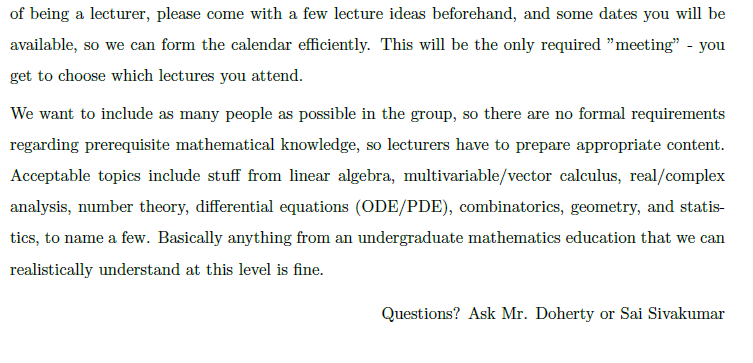 of being a lecturer, please come with a few lecture ideas beforehand, and some dates you will be
available, so we can form the calendar efficiently. This will be the only required ”meeting” - you
get to choose which lectures you attend.
We want to include as many people as possible in the group, so there are no formal requirements
regarding prerequisite mathematical knowledge, so lecturers have to prepare appropriate content.
Acceptable topics include stuff from linear algebra, multivariable/vector calculus, real/complex
analysis, number theory, differential equations (ODE/PDE), combinatorics, geometry, and statis-
tics, to name a few. Basically anything from an undergraduate mathematics education that we can
realistically understand at this level is fine.
Questions? Ask Mr. Doherty or Sai Sivakumar